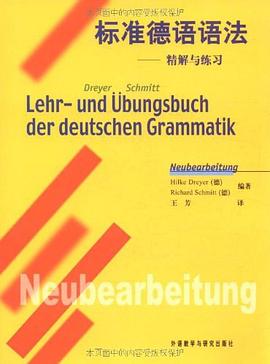 本页面中的内容受版权保护
标准德语语法
—— 精解与练习
Dreyer Schmitt
Lehr- und Übungsbuch
der deutschen Grammatik
Neubearbeitung
Hilke Dreyer (德)
Richard Schmitt (德)
编著
王 芳 译
Neubearbeitung
外语教学与研究出版社
本页面中的内容受版权保护